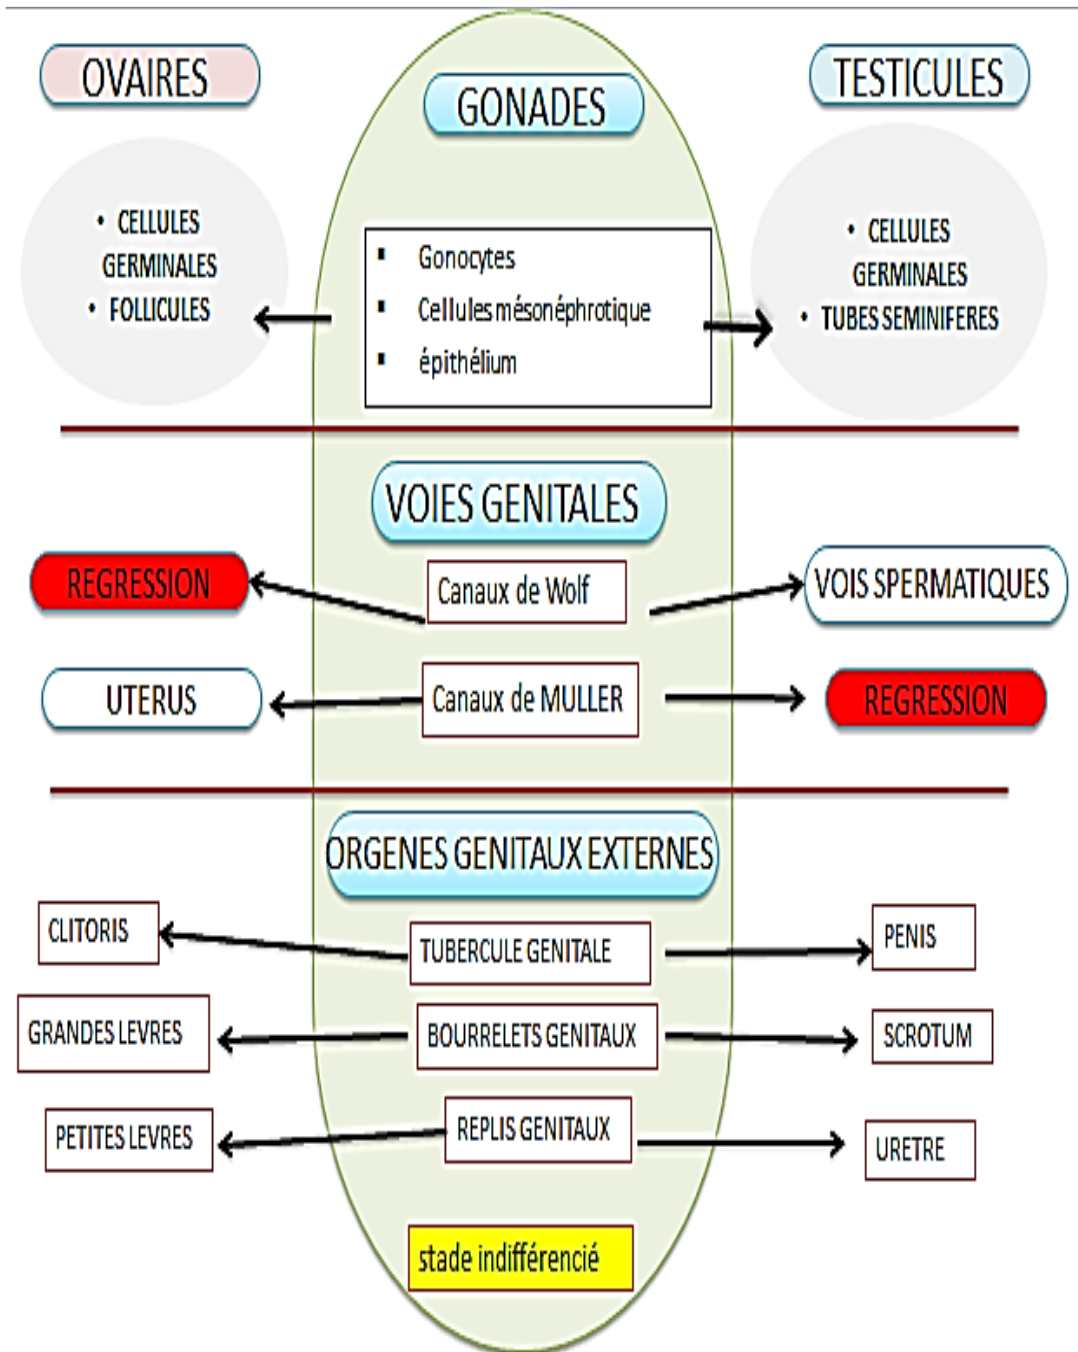 OVAIRES
GONADES
TESTICULES
• CELLULES
GERMINALES
• FOLLICULES
▪ Gonocytes
▪ Cellules mésonéphrotique
▪ épithélium
• CELLULES
GERMINALES
• TUBES SEMINIFERES
VOIES GENITALES
REGRESSION
Canaux de Wolf
VOIS SPERMATIQUES
UTERUS
Canaux de MULLER
REGRESSION
ORGENES GENITAUX EXTERNES
CLITORIS
TUBERCULE GENITALE
PENIS
GRANDES LEVRES
BOURRELETS GENITAUX
SCROTUM
PETITES LEVRES
REPLIS GENITAUX
URETRE
stade indifférencié